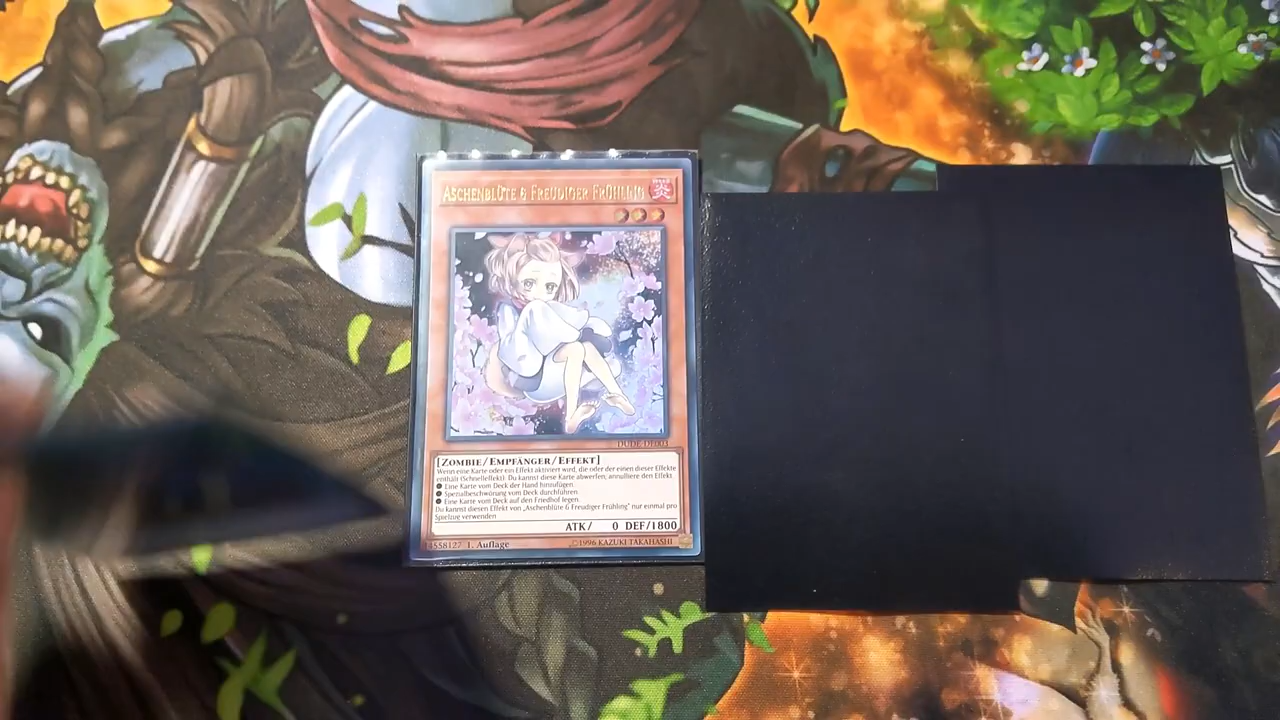 ASCHENBLÜTE & FREUDIGER FRÜHLING
炎
DUDE-DE003
[ZOMBIE/EMPFÄNGER/EFFEKT]
Wenn eine Karte oder ein Effekt aktiviert wird, die oder der einen dieser Effekte
enthält (Schnelleffekt): Du kannst diese Karte abwerfen; annulliere den Effekt
● Eine Karte vom Deck der Hand hinzufügen.
● Spezialbeschwörung vom Deck durchführen
● Eine Karte vom Deck auf den Friedhof legen.
Du kannst diesen Effekt von „Aschenblüte & Freudiger Frühling" nur einmal pro
Spielzug verwenden
ATK/ 0 DEF/1800
14558127 1. Auflage ©1996 KAZUKI TAKAHASHI